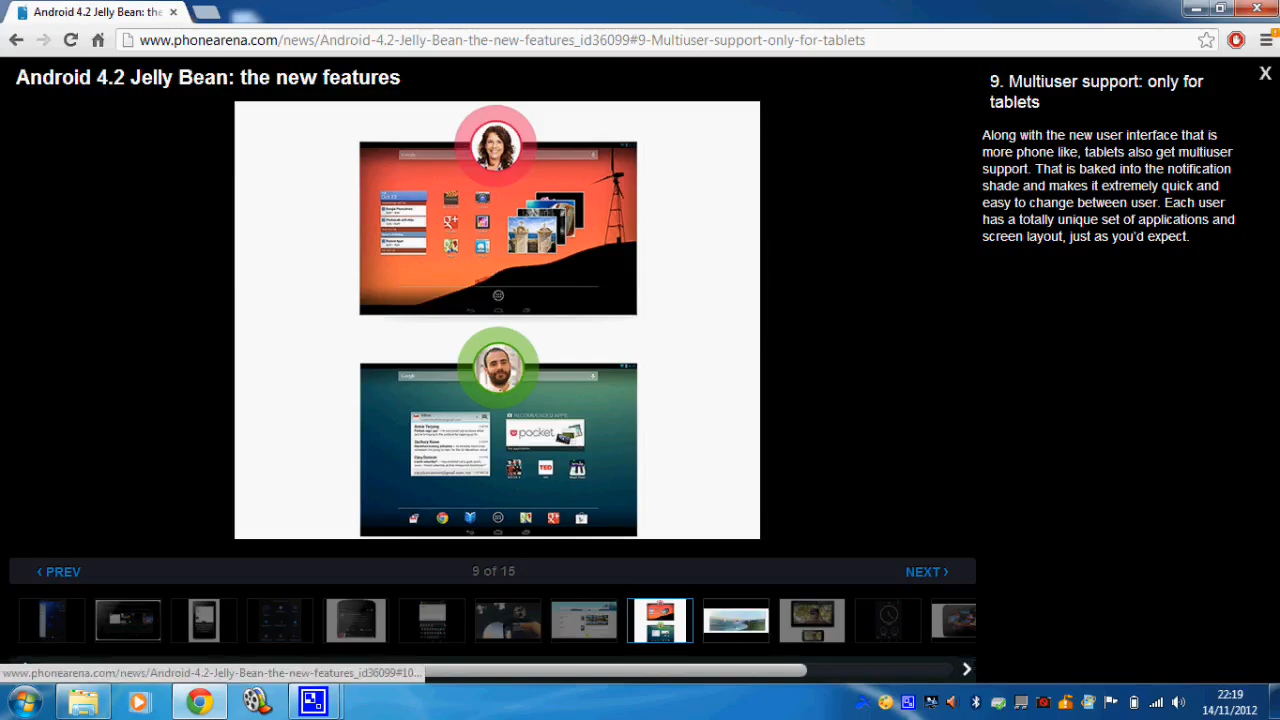 Android 4.2 Jelly Bean: the
www.phonearena.com/news/Android-4.2-Jelly-Bean-the-new-features_id36099#9-Multiuser-support-only-for-tablets
Android 4.2 Jelly Bean: the new features
X
9. Multiuser support: only for
tablets
Along with the new user interface that is
more phone like, tablets also get multiuser
support. That is baked into the notification
shade and makes it extremely quick and
easy to change between user. Each user
has a totally unique set of applications and
screen layout, just as you'd expect.
Google
Google
pocket
TED
‹ PREV
9 of 15
NEXT ›
www.phonearena.com/news/Android-4.2-Jelly-Bean-the-new-features_id36099#10...
22:19
14/11/2012